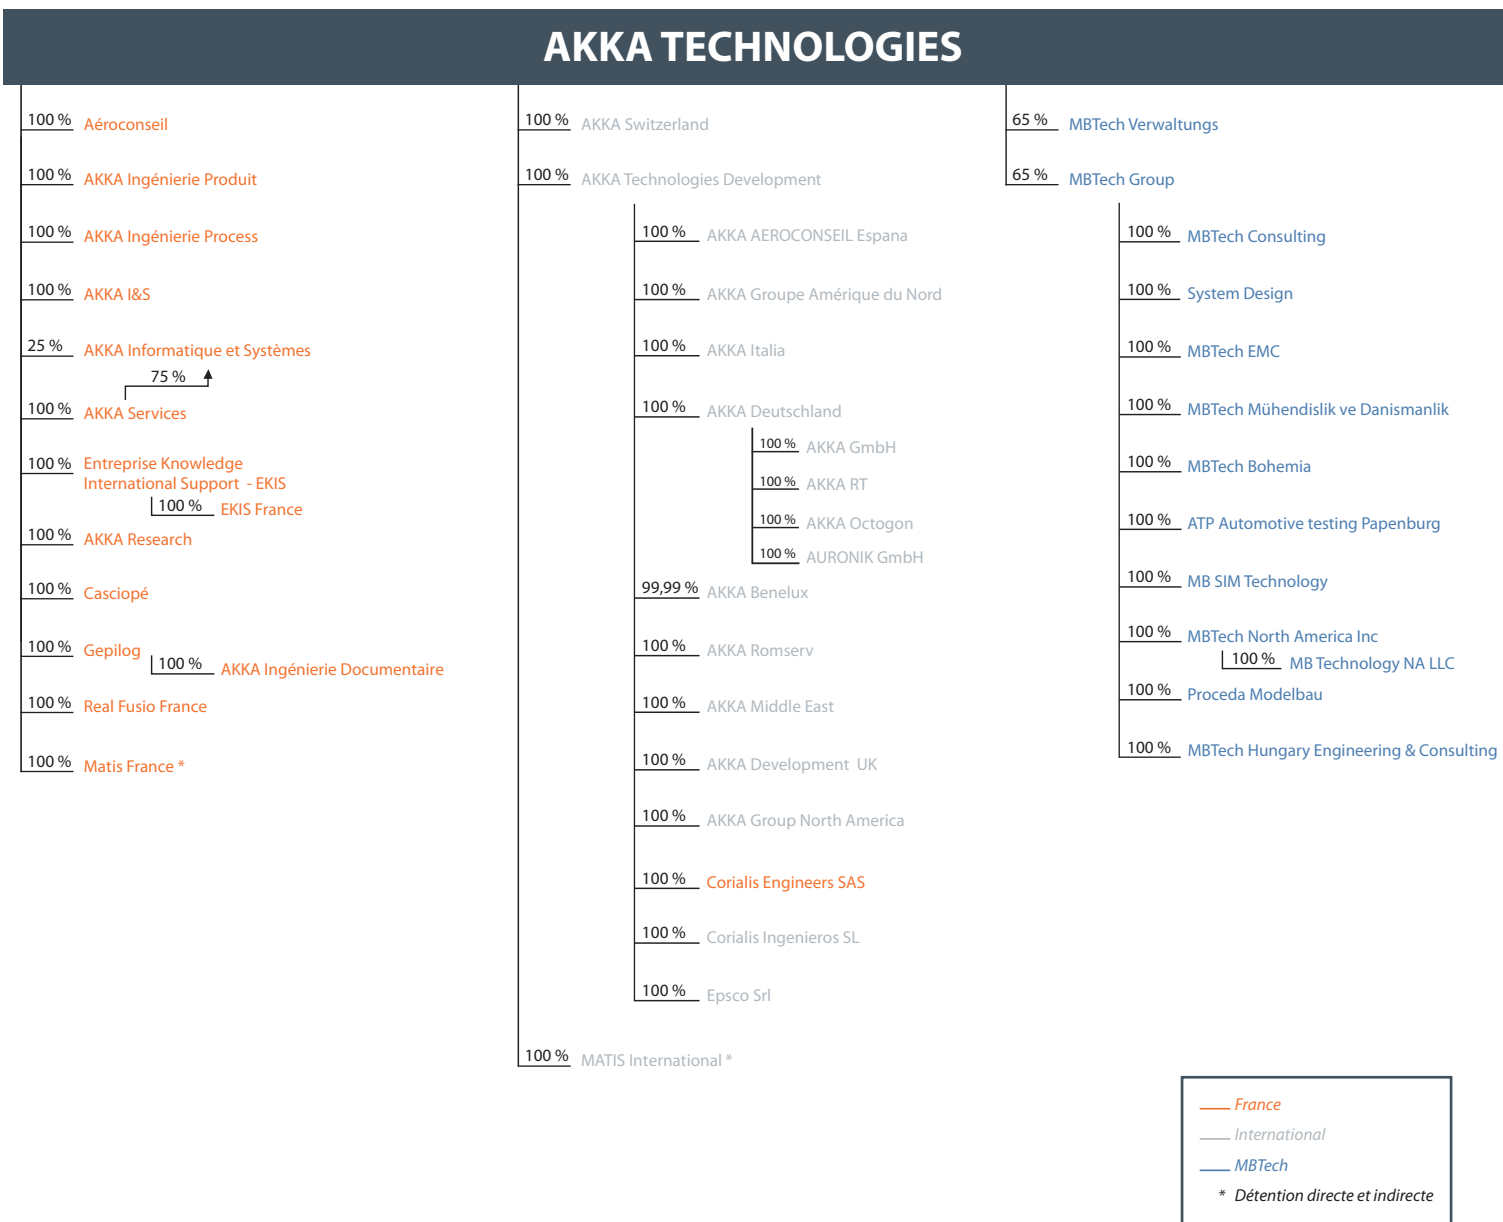 AKKA TECHNOLOGIES
100 % Aéroconseil
100 % AKKA Ingénierie Produit
100 % AKKA Ingénierie Process
100 % AKKA I&S
25 % AKKA Informatique et Systèmes
75 %
100 % AKKA Services
100 % Entreprise Knowledge
International Support - EKIS
100 % EKIS France
100 % AKKA Research
100 % Casciopé
100 % Gepilog
100 % AKKA Ingénierie Documentaire
100 % Real Fusio France
100 % Matis France *
100 % AKKA Switzerland
100 % AKKA Technologies Development
100 % AKKA AEROCONSEIL Espana
100 % AKKA Groupe Amérique du Nord
100 % AKKA Italia
100 % AKKA Deutschland
100 % AKKA GmbH
100 % AKKA RT
100 % AKKA Octogon
100 % AURONIK GmbH
99,99 % AKKA Benelux
100 % AKKA Romserv
100 % AKKA Middle East
100 % AKKA Development UK
100 % AKKA Group North America
100 % Corialis Engineers SAS
100 % Corialis Ingenieros SL
100 % Epsco Srl
100 % MATIS International *
65 % MBTech Verwaltungs
65 % MBTech Group
100 % MBTech Consulting
100 % System Design
100 % MBTech EMC
100 % MBTech Mühendislik ve Danismanlik
100 % MBTech Bohemia
100 % ATP Automotive testing Papenburg
100 % MB SIM Technology
100 % MBTech North America Inc
100 % MB Technology NA LLC
100 % Proceda Modelbau
100 % MBTech Hungary Engineering & Consulting
France
International
MBTech
* Détention directe et indirecte